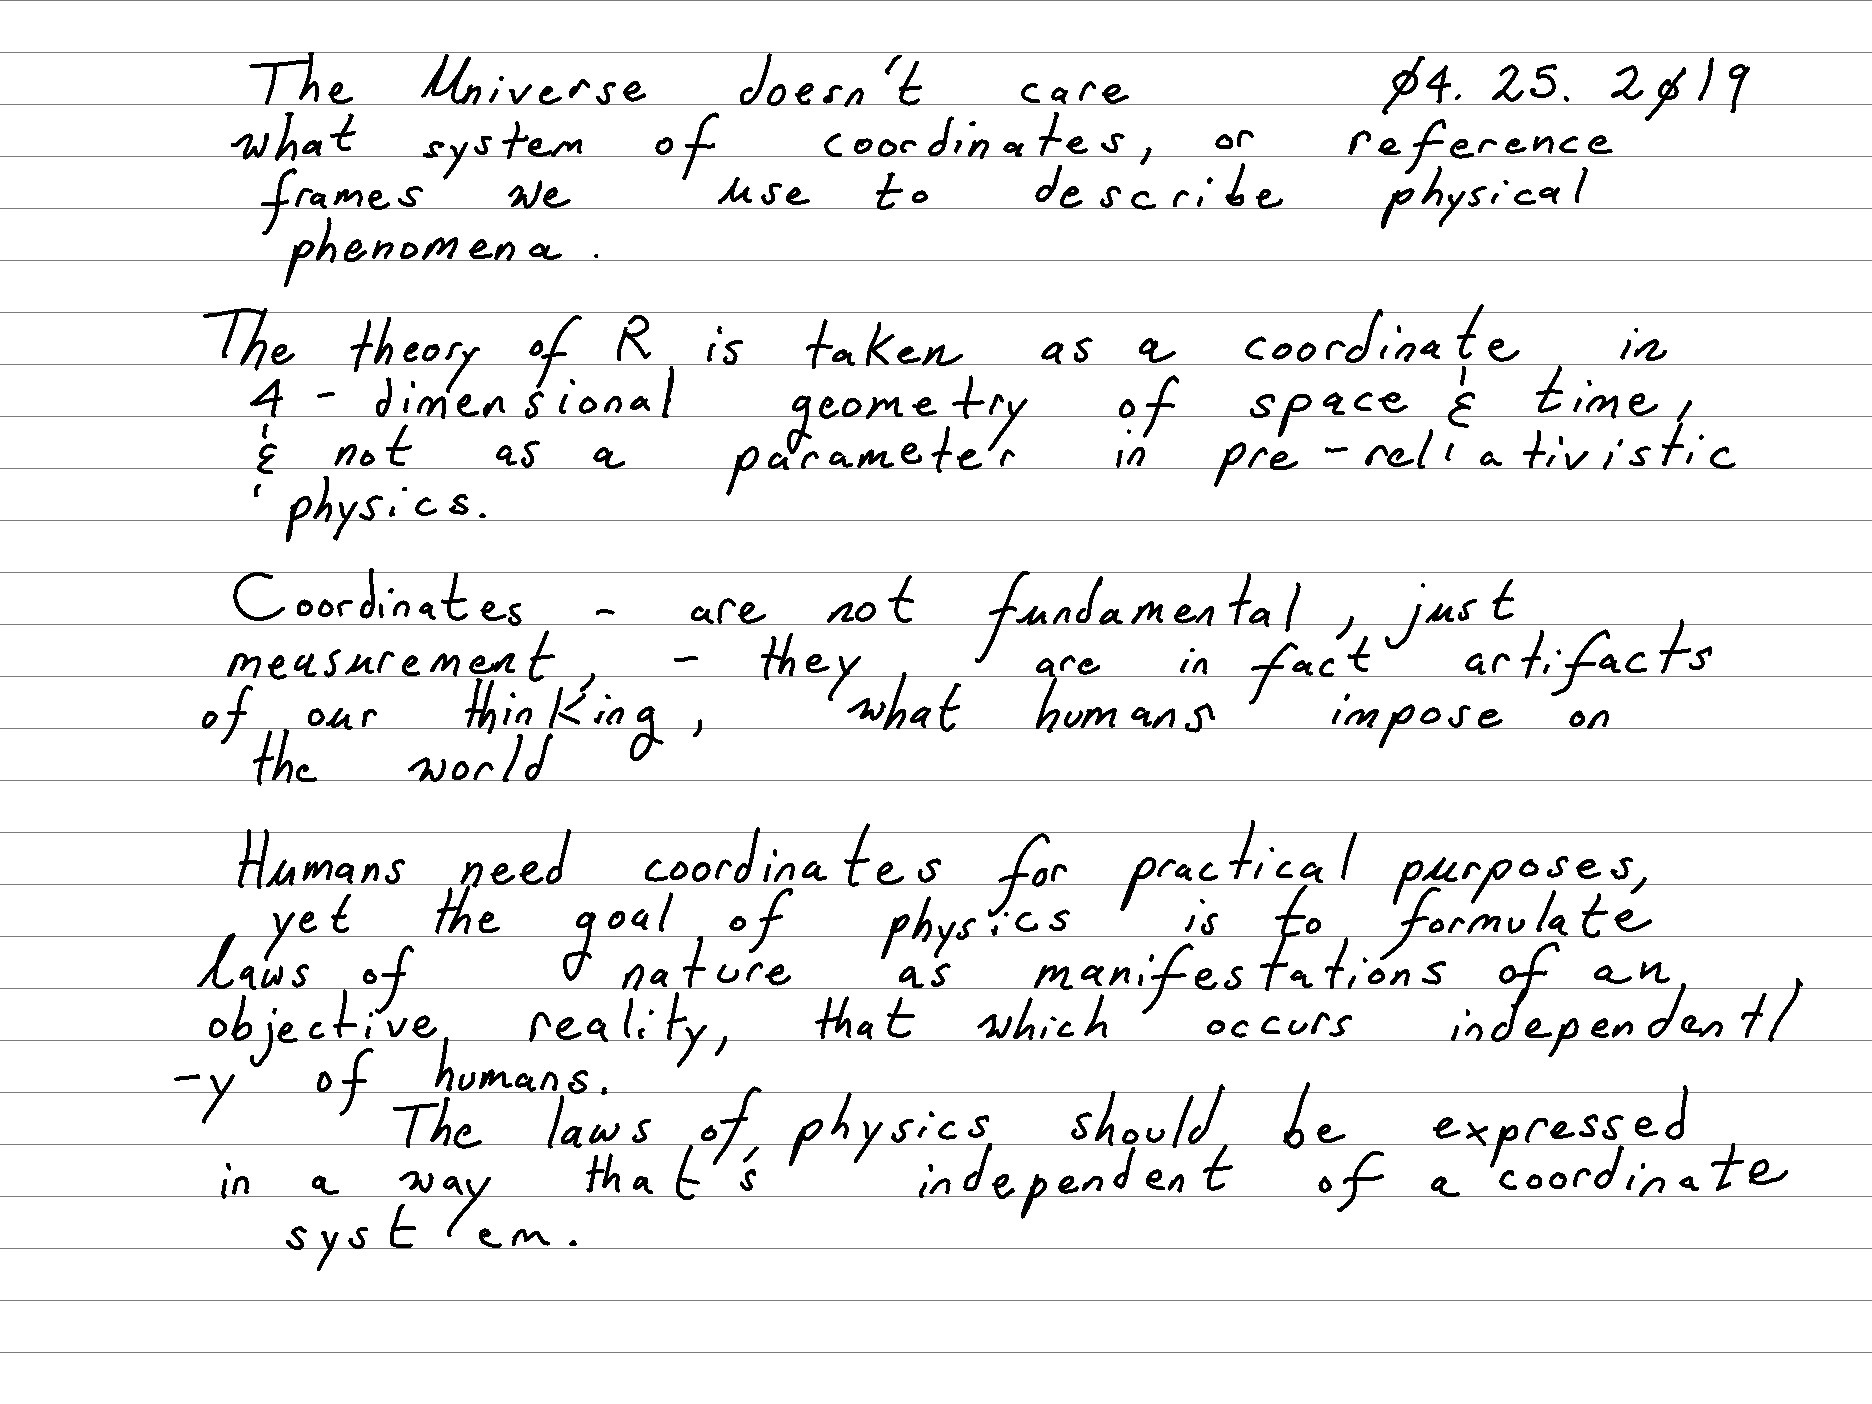 The Universe doesn't care ø4. 25. 2ø19
what system of coordinates, or reference
frames we use to describe physical
phenomena.
The theory of R is taken as a coordinate in
4 - dimensional geometry of space & time,
& not as a parameter in pre-reliativistic
physics.
Coordinates - are not fundamental, just
measurement, - they are in fact artifacts
of our thinking, what humans impose on
the world
Humans need coordinates for practical purposes,
yet the goal of physics is to formulate
laws of nature as manifestations of an
objective reality, that which occurs independentl
-y of humans.
The laws of physics should be expressed
in a way that's independent of a coordinate
system.